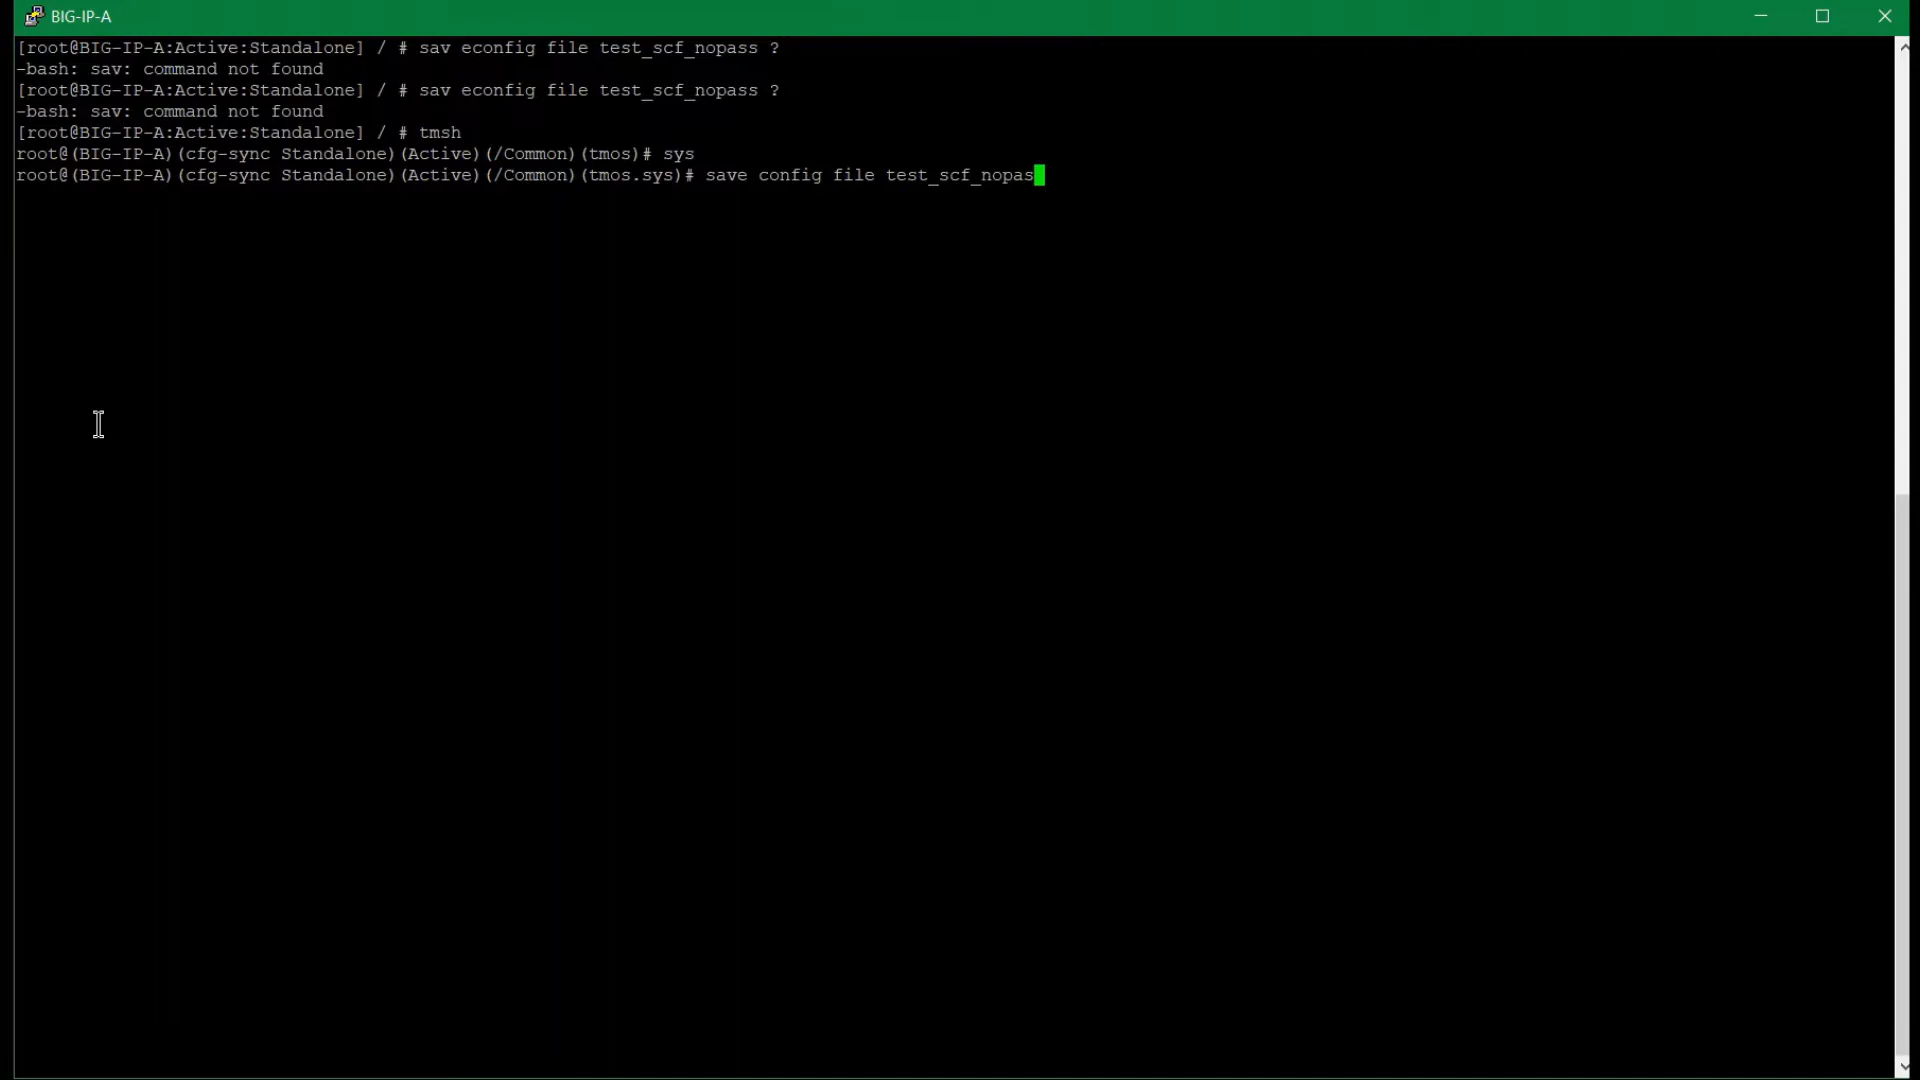 BIG-IP-A
[root@BIG-IP-A:Active:Standalone] / # sav econfig file test_scf_nopass ?
-bash: sav: command not found
[root@BIG-IP-A:Active:Standalone] / # sav econfig file test_scf_nopass ?
-bash: sav: command not found
[root@BIG-IP-A:Active:Standalone] / # tmsh
root@(BIG-IP-A)(cfg-sync Standalone)(Active)(/Common)(tmos)# sys
root@(BIG-IP-A)(cfg-sync Standalone)(Active)(/Common)(tmos.sys)# save config file test_scf_nopas